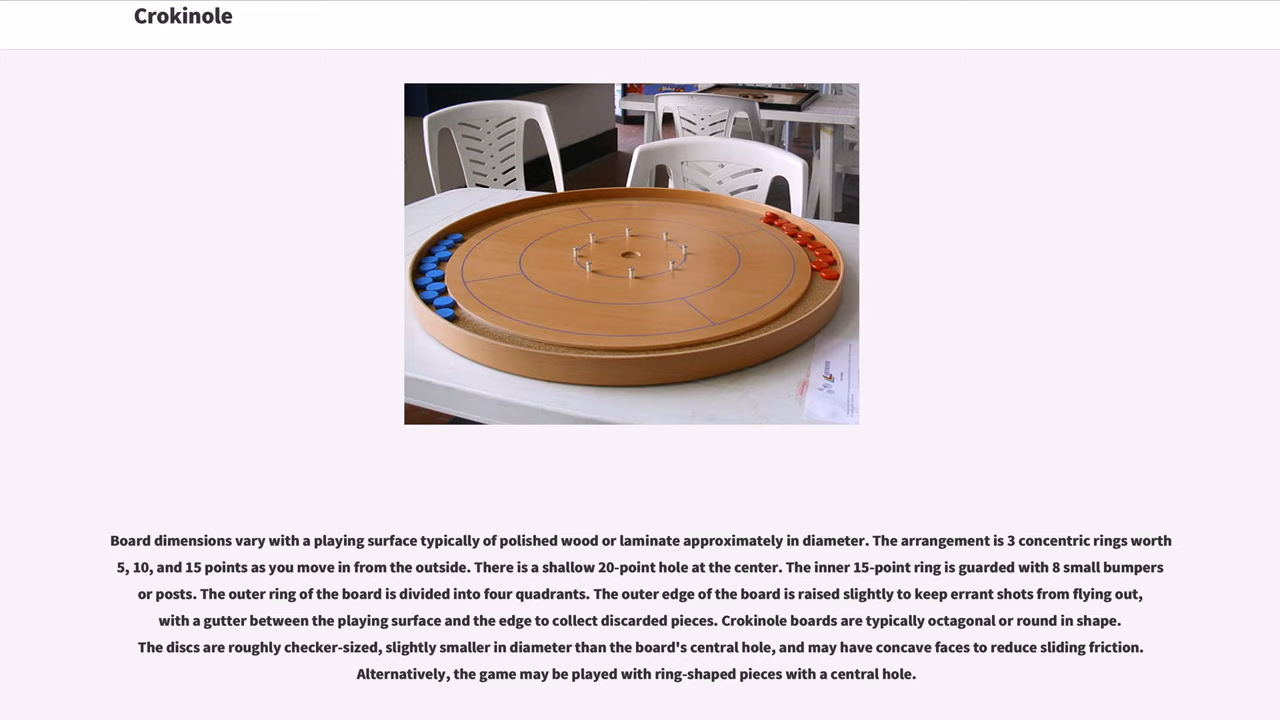 Crokinole
Board dimensions vary with a playing surface typically of polished wood or laminate approximately in diameter. The arrangement is 3 concentric rings worth
5, 10, and 15 points as you move in from the outside. There is a shallow 20-point hole at the center. The inner 15-point ring is guarded with 8 small bumpers
or posts. The outer ring of the board is divided into four quadrants. The outer edge of the board is raised slightly to keep errant shots from flying out,
with a gutter between the playing surface and the edge to collect discarded pieces. Crokinole boards are typically octagonal or round in shape.
The discs are roughly checker-sized, slightly smaller in diameter than the board's central hole, and may have concave faces to reduce sliding friction.
Alternatively, the game may be played with ring-shaped pieces with a central hole.